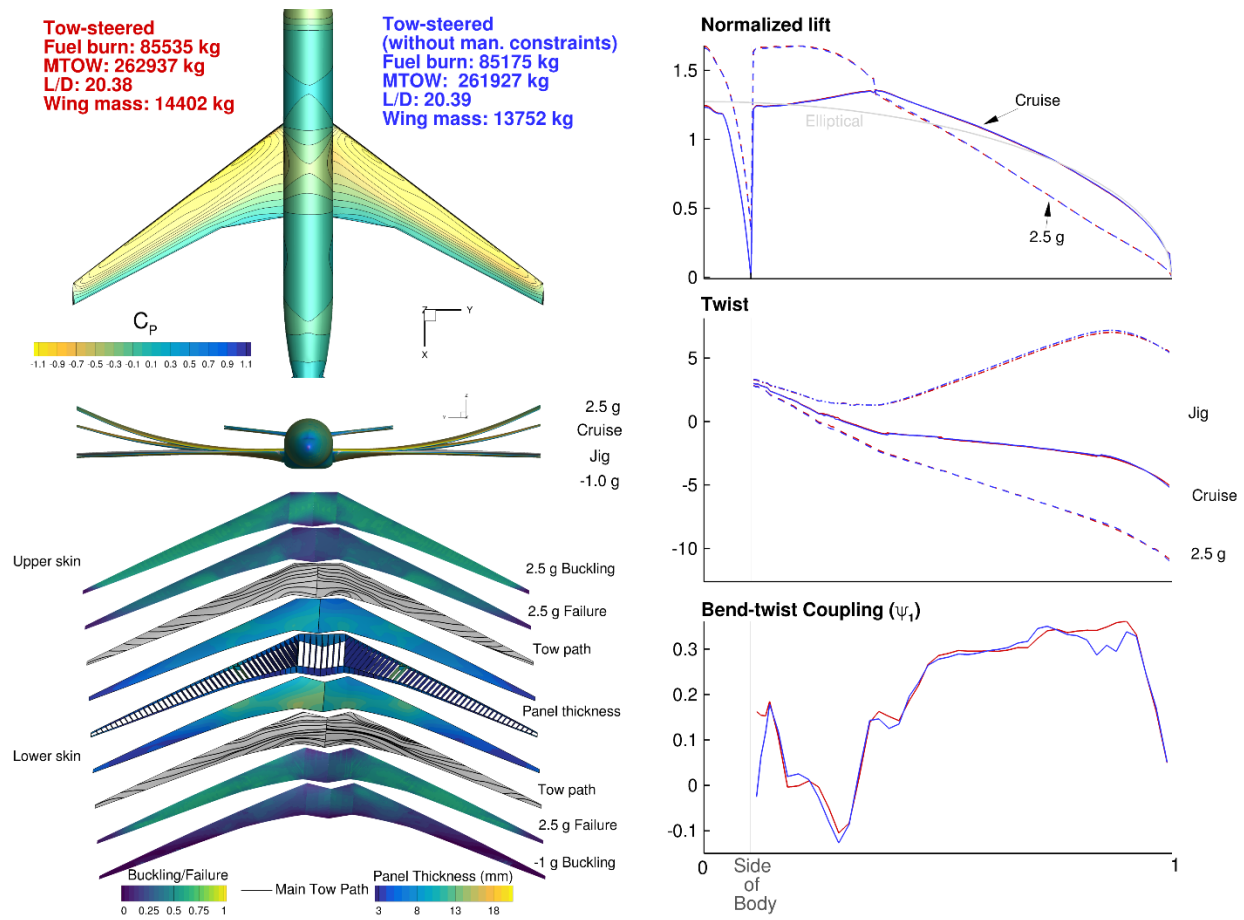 Tow-steered
Fuel burn: 85535 kg
MTOW: 262937 kg
L/D: 20.38
Wing mass: 14402 kg
Tow-steered
(without man. constraints)
Fuel burn: 85175 kg
MTOW: 261927 kg
L/D: 20.39
Wing mass: 13752 kg
C_P
-1.1 -0.9 -0.7 -0.5 -0.3 -0.1 0.1 0.3 0.5 0.7 0.9 1.1
Z Y
X
2.5 g
Cruise
Jig
-1.0 g
Upper skin
2.5 g Buckling
2.5 g Failure
Tow path
Panel thickness
Lower skin
Tow path
2.5 g Failure
-1 g Buckling
Buckling/Failure
0 0.25 0.5 0.75 1
Main Tow Path
Panel Thickness (mm)
3 8 13 18
Normalized lift
1.5
1
0.5
0
Elliptical
Cruise
2.5 g
Twist
5
0
-5
-10
Jig
Cruise
2.5 g
Bend-twist Coupling (ψ₁)
0.3
0.2
0.1
0
-0.1
0
Side
of
Body
1